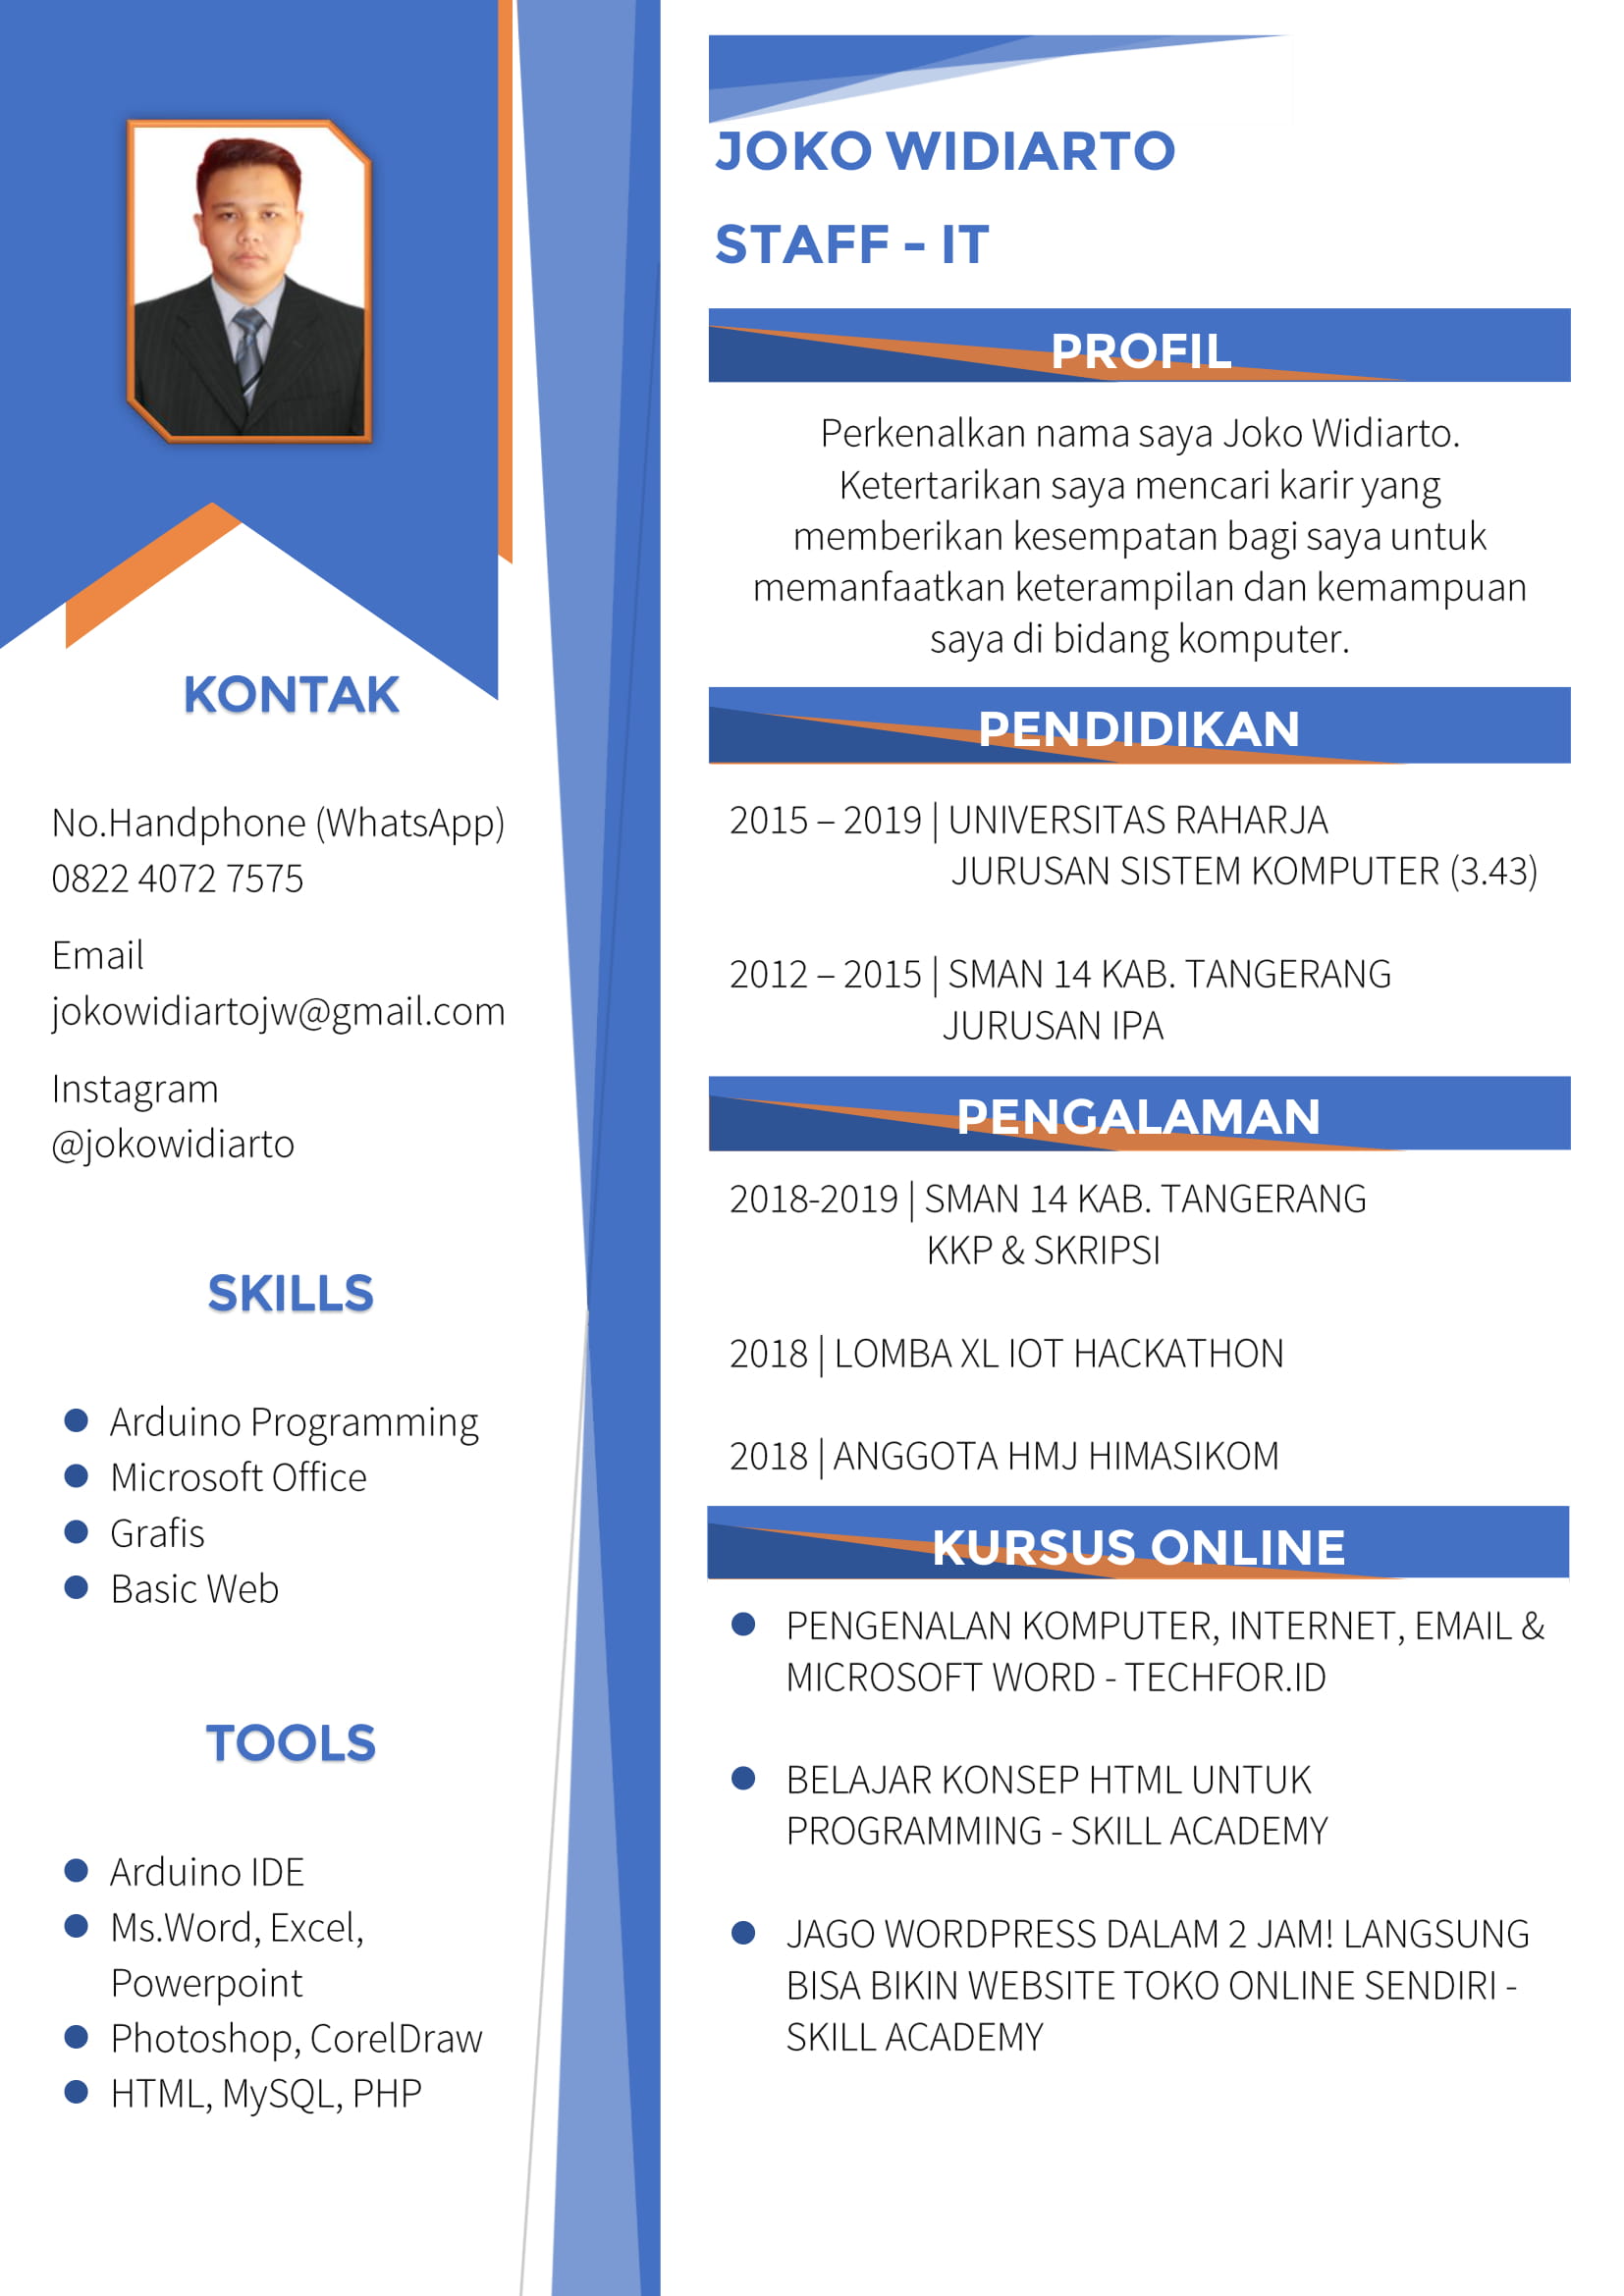 JOKO WIDIARTO
STAFF - IT
PROFIL
Perkenalkan nama saya Joko Widiarto.
Ketertarikan saya mencari karir yang
memberikan kesempatan bagi saya untuk
memanfaatkan keterampilan dan kemampuan
saya di bidang komputer.
PENDIDIKAN
2015 – 2019 | UNIVERSITAS RAHARJA
JURUSAN SISTEM KOMPUTER (3.43)
2012 – 2015 | SMAN 14 KAB. TANGERANG
JURUSAN IPA
PENGALAMAN
2018-2019 | SMAN 14 KAB. TANGERANG
KKP & SKRIPSI
2018 | LOMBA XL IOT HACKATHON
2018 | ANGGOTA HMJ HIMASIKOM
KURSUS ONLINE
● PENGENALAN KOMPUTER, INTERNET, EMAIL &
MICROSOFT WORD - TECHFOR.ID
● BELAJAR KONSEP HTML UNTUK
PROGRAMMING - SKILL ACADEMY
● JAGO WORDPRESS DALAM 2 JAM! LANGSUNG
BISA BIKIN WEBSITE TOKO ONLINE SENDIRI -
SKILL ACADEMY
KONTAK
No.Handphone (WhatsApp)
0822 4072 7575
Email
jokowidiartojw@gmail.com
Instagram
@jokowidiarto
SKILLS
● Arduino Programming
● Microsoft Office
● Grafis
● Basic Web
TOOLS
● Arduino IDE
● Ms.Word, Excel,
Powerpoint
● Photoshop, CorelDraw
● HTML, MySQL, PHP